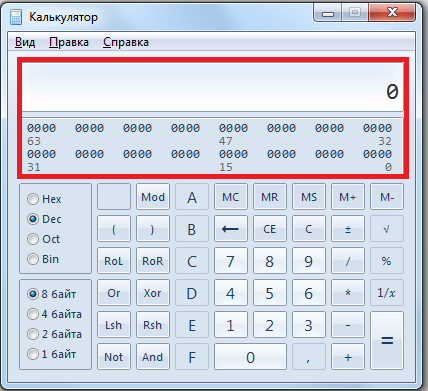 Калькулятор
Вид Правка Справка
0
0000 0000 0000 0000 0000 0000 0000 0000
63 47 32
0000 0000 0000 0000 0000 0000 0000 0000
31 15 0
Hex Mod A MC MR MS M+ M-
Dec ( ) B ← CE C ± √
Oct RoL RoR C 7 8 9 / %
Bin
8 байт Or Xor D 4 5 6 * 1/x
4 байта Lsh Rsh E 1 2 3 - =
2 байта
1 байт Not And F 0 , +